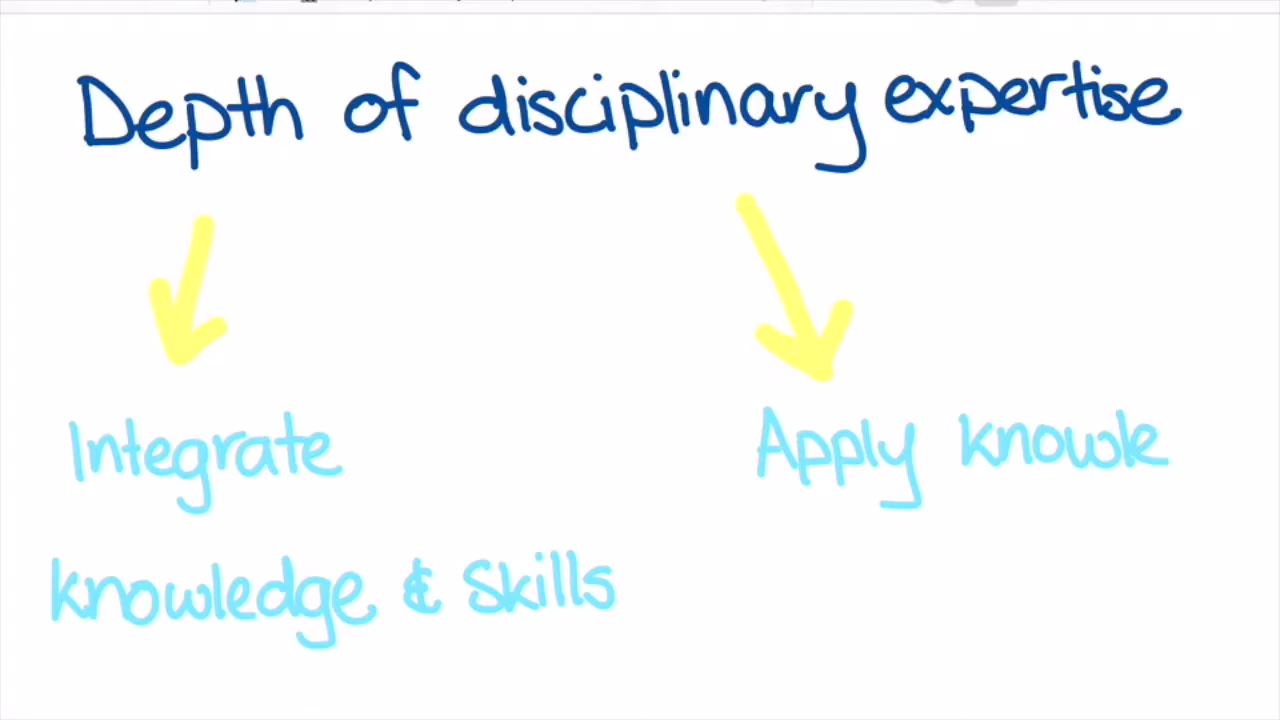 Depth of disciplinary expertise
Integrate
knowledge & Skills
Apply knowle